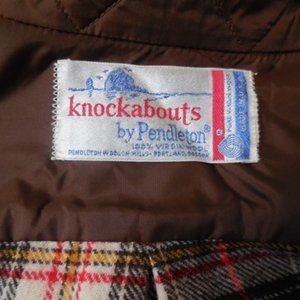 knockabouts
by Pendleton®
100% VIRGIN WOOL
PENDLETON WOOLEN MILLS · PORTLAND, OREGON